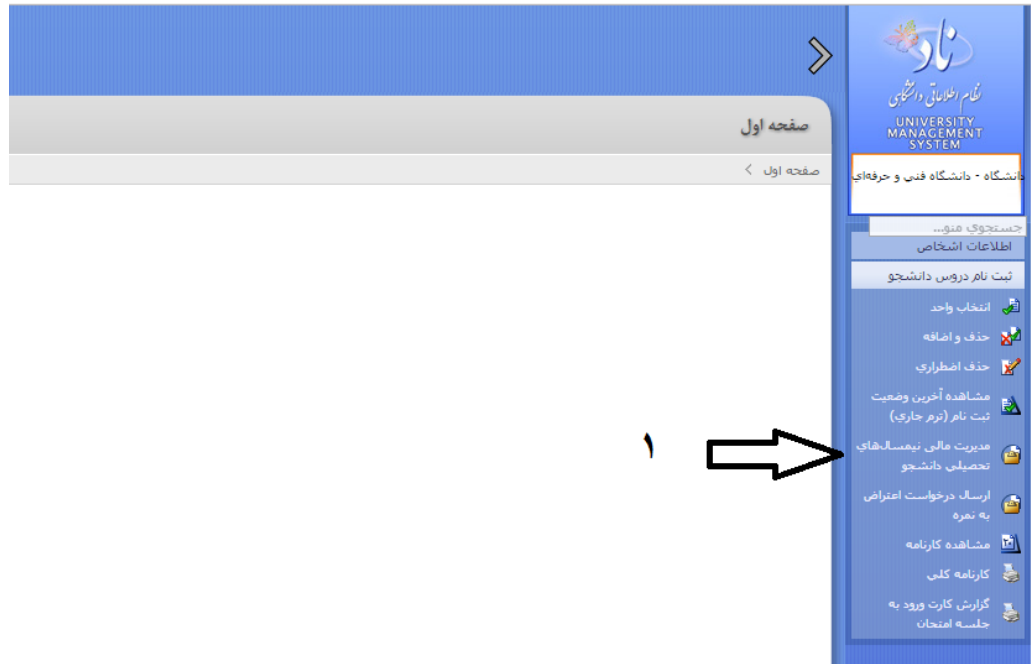 ناد
نظام اطلاعاتی دانشگاهی
UNIVERSITY
MANAGEMENT
SYSTEM
دانشگاه - دانشگاه فنی و حرفه‌ای
جستجوی منو...
اطلاعات اشخاص
ثبت نام دروس دانشجو
انتخاب واحد
حذف و اضافه
حذف اضطراري
مشاهده آخرین وضعیت
ثبت نام (ترم جاري)
مدیریت مالی نیمسال‌های
تحصیلی دانشجو
ارسال درخواست اعتراض
به نمره
مشاهده کارنامه
کارنامه کلی
گزارش کارت ورود به
جلسه امتحان
صفحه اول
صفحه اول >
۱